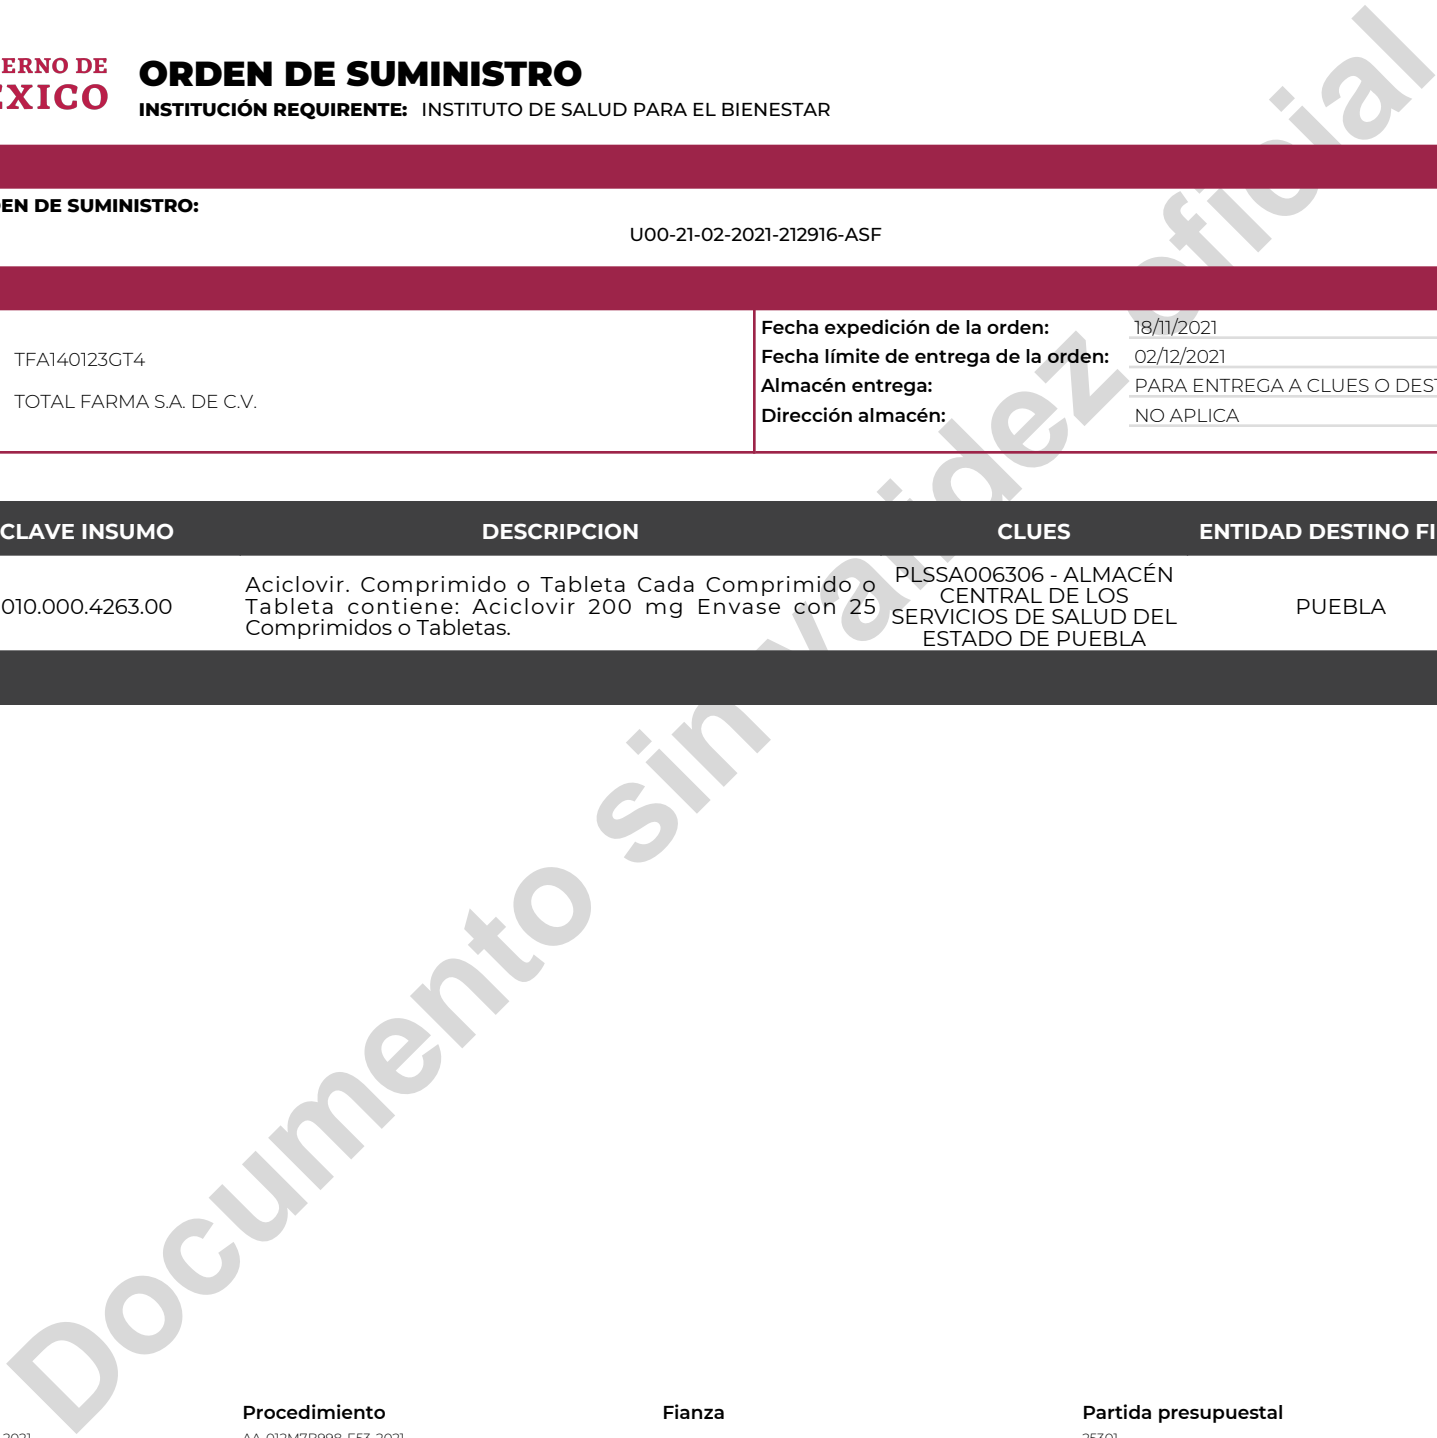 ERNO DE
ORDEN DE SUMINISTRO
INSTITUCIÓN REQUIRENTE: INSTITUTO DE SALUD PARA EL BIENESTAR
EN DE SUMINISTRO:
U00-21-02-2021-212916-ASF
TFA140123GT4
TOTAL FARMA S.A. DE C.V.
Fecha expedición de la orden: 18/11/2021
Fecha límite de entrega de la orden: 02/12/2021
Almacén entrega: PARA ENTREGA A CLUES O DEST
Dirección almacén: NO APLICA
CLAVE INSUMO DESCRIPCION CLUES ENTIDAD DESTINO FI
010.000.4263.00
Aciclovir. Comprimido o Tableta Cada Comprimido o
Tableta contiene: Aciclovir 200 mg Envase con 25
Comprimidos o Tabletas.
PLSSA006306 - ALMACÉN
CENTRAL DE LOS
SERVICIOS DE SALUD DEL
ESTADO DE PUEBLA
PUEBLA
Documento sin validez oficial
Procedimiento Fianza Partida presupuestal